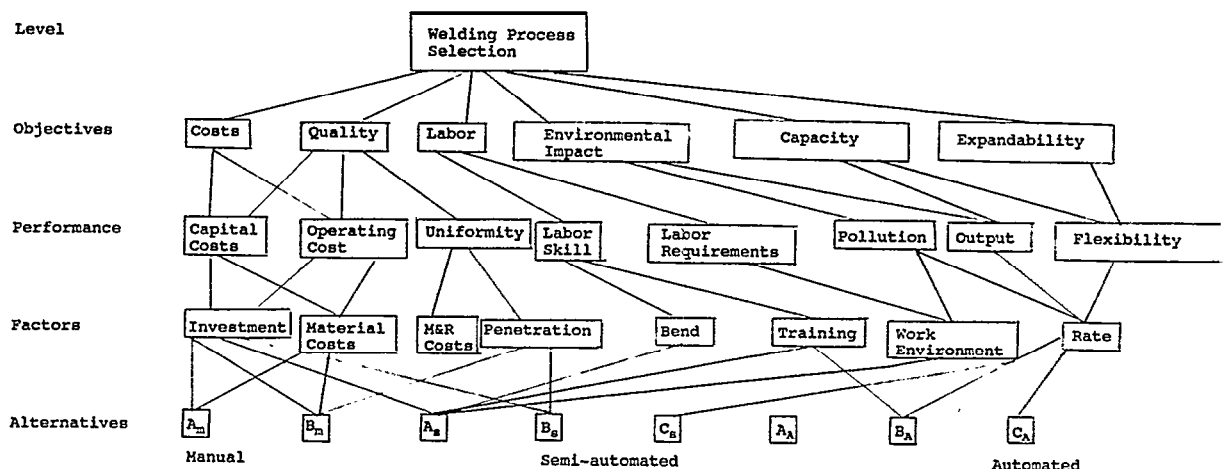 Level
Welding Process
Selection
Objectives
Costs
Quality
Labor
Environmental
Impact
Capacity
Expandability
Performance
Capital
Costs
Operating
Cost
Uniformity
Labor
Skill
Labor
Requirements
Pollution
Output
Flexibility
Factors
Investment
Material
Costs
M&R
Costs
Penetration
Bend
Training
Work
Environment
Rate
Alternatives
Am
Bm
As
Bs
Cs
AA
BA
CA
Manual
Semi-automated
Automated